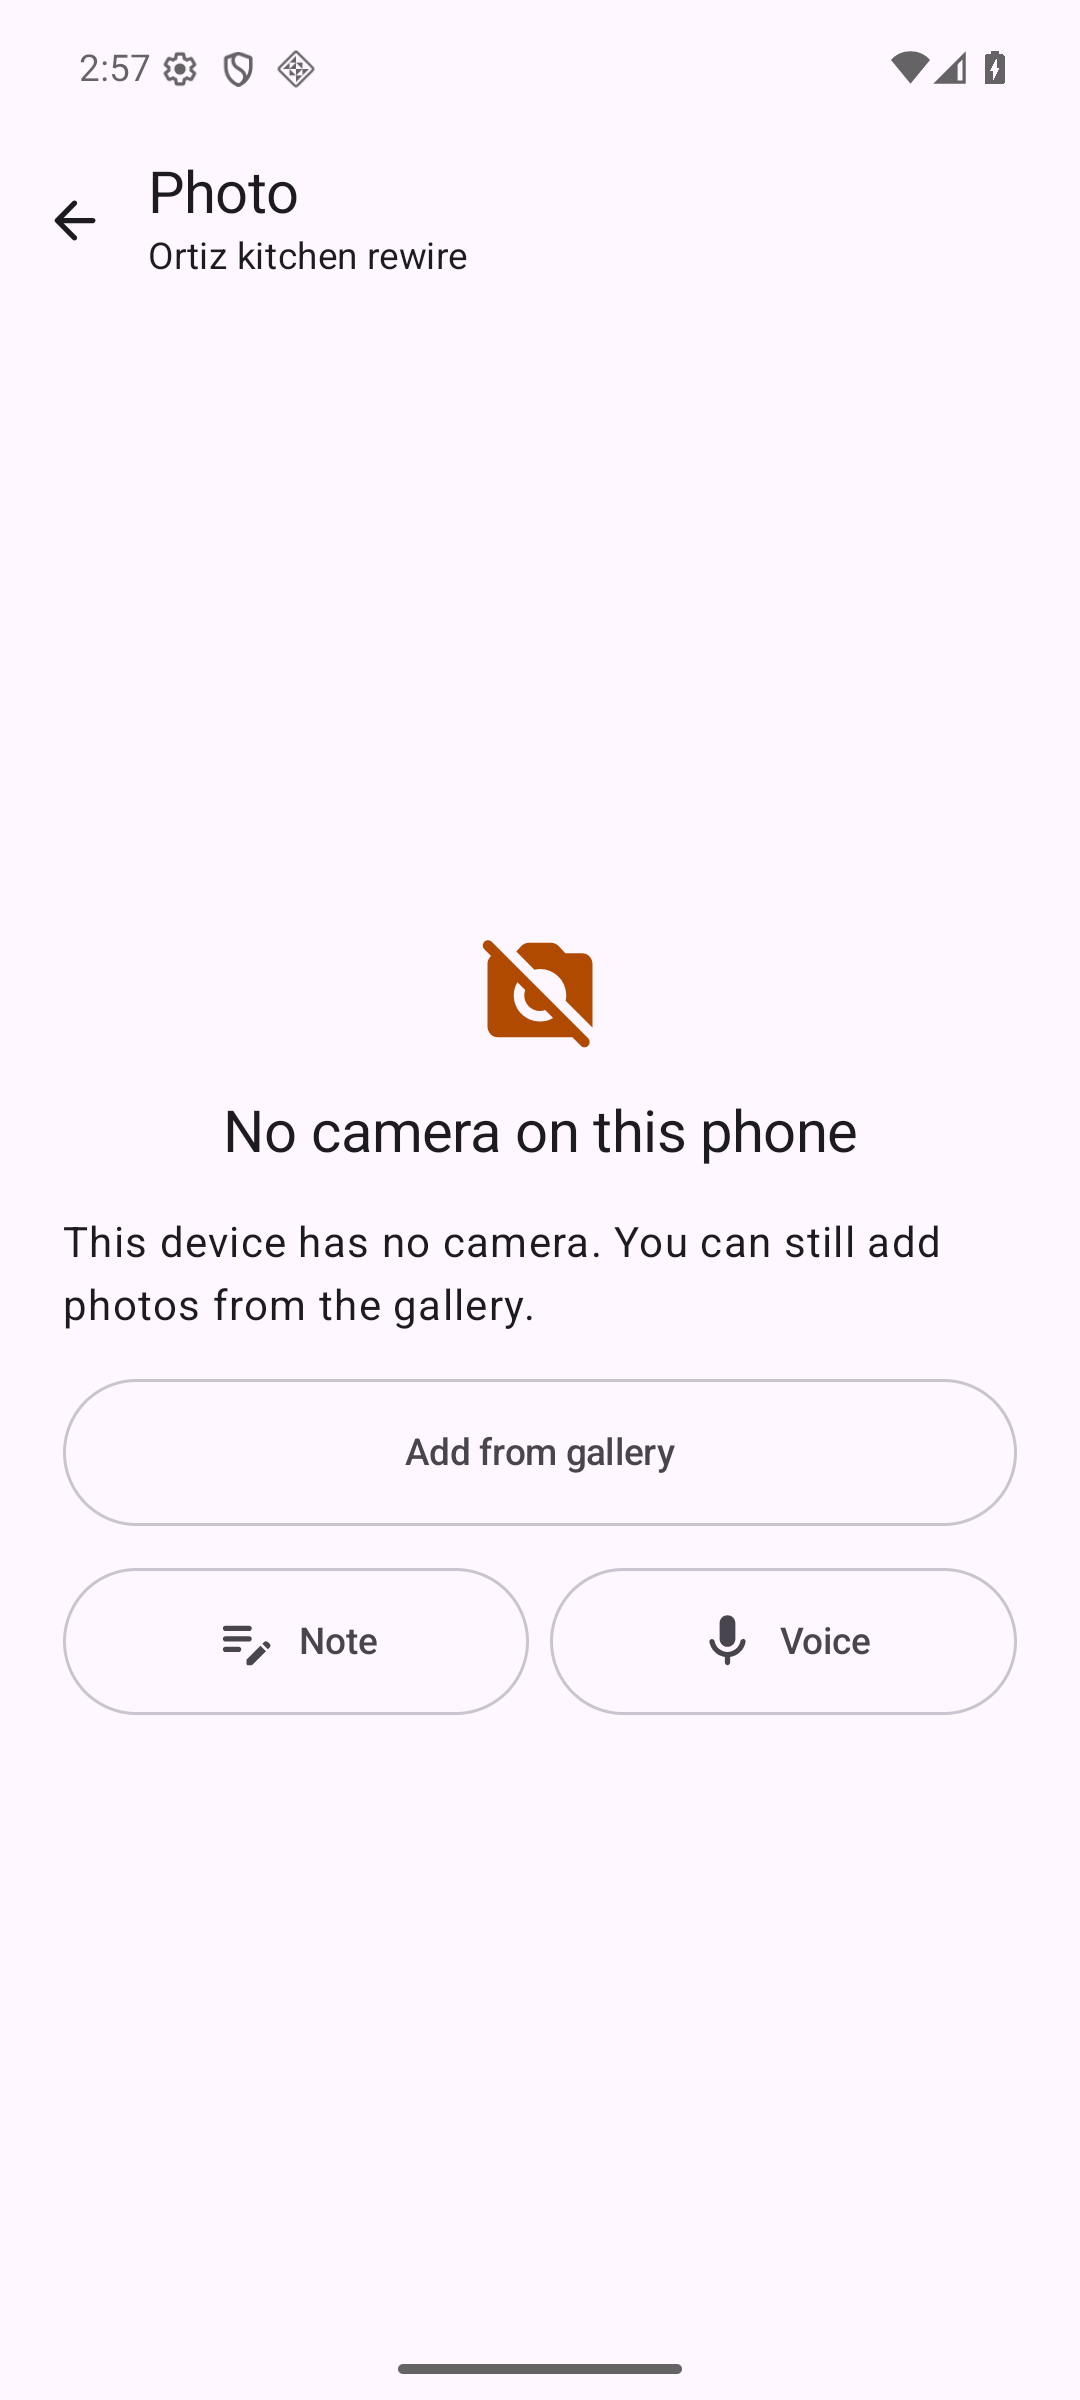 2:57
Photo
Ortiz kitchen rewire
No camera on this phone
This device has no camera. You can still add
photos from the gallery.
Add from gallery
Note
Voice